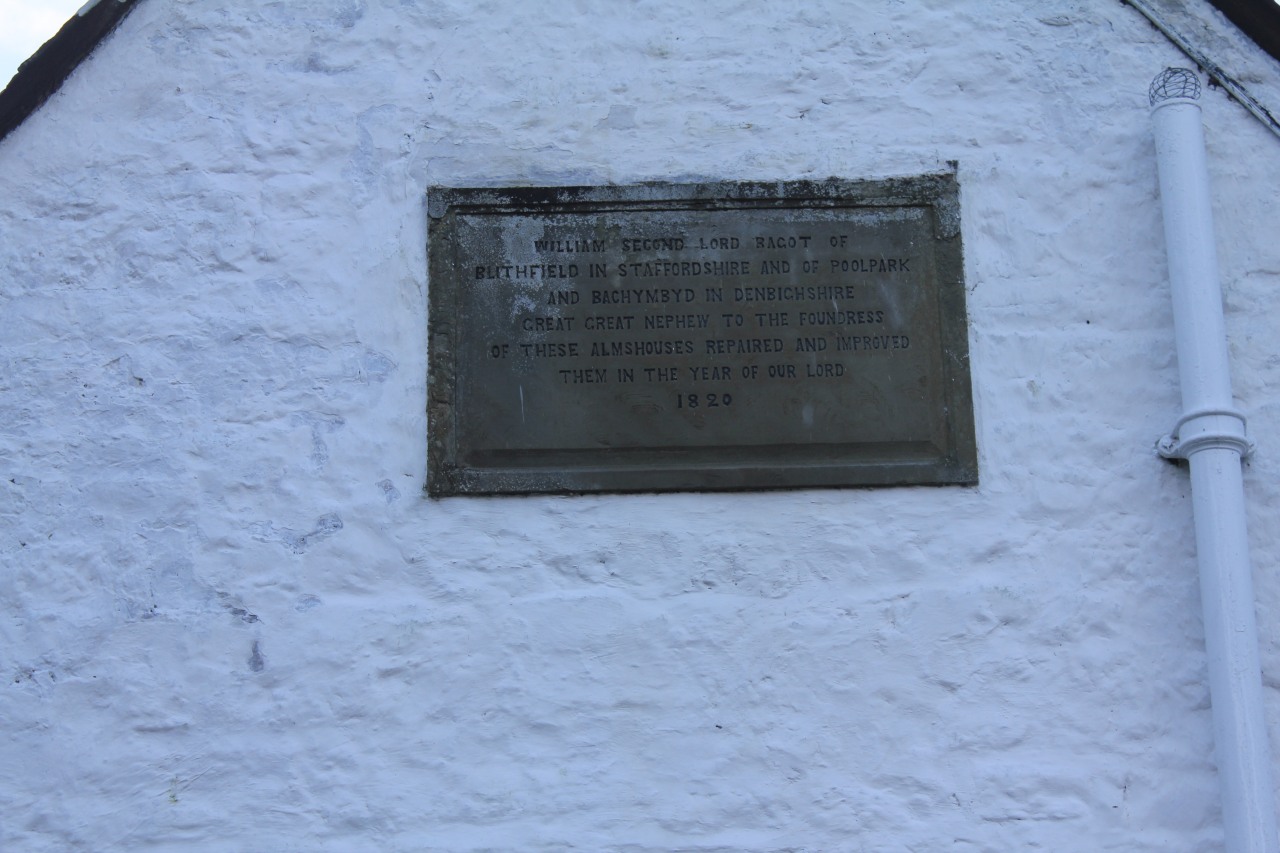 WILLIAM SECOND LORD BAGOT OF
BLITHFIELD IN STAFFORDSHIRE AND OF POOLPARK
AND BACHYMBYD IN DENBIGHSHIRE
GREAT GREAT NEPHEW TO THE FOUNDRESS
OF THESE ALMSHOUSES REPAIRED AND IMPROVED
THEM IN THE YEAR OF OUR LORD
1820